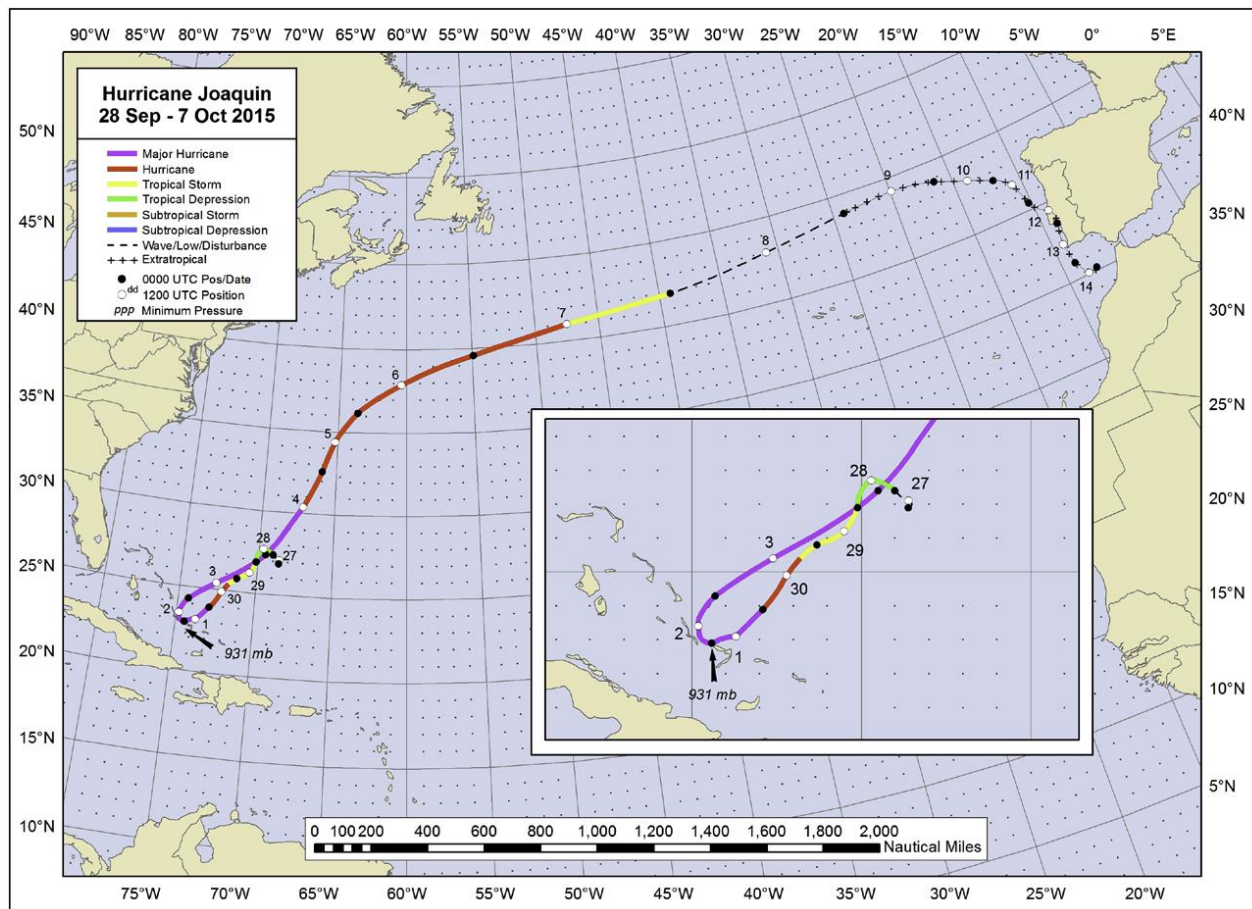 90°W 85°W 80°W 75°W 70°W 65°W 60°W 55°W 50°W 45°W 40°W 35°W 30°W 25°W 20°W 15°W 10°W 5°W 0° 5°E
Hurricane Joaquin
28 Sep - 7 Oct 2015
Major Hurricane
Hurricane
Tropical Storm
Tropical Depression
Subtropical Storm
Subtropical Depression
Wave/Low/Disturbance
Extratropical
0000 UTC Pos/Date
dd 1200 UTC Position
ppp Minimum Pressure
50°N
45°N
40°N
35°N
30°N
25°N
20°N
15°N
10°N
40°N
35°N
30°N
25°N
20°N
15°N
10°N
5°N
9
10
11
12
13
14
8
7
6
5
4
28
27
3
29
30
2
1
931 mb
28
27
3
29
30
2
1
931 mb
0 100 200 400 600 800 1,000 1,200 1,400 1,600 1,800 2,000
Nautical Miles
75°W 70°W 65°W 60°W 55°W 50°W 45°W 40°W 35°W 30°W 25°W 20°W